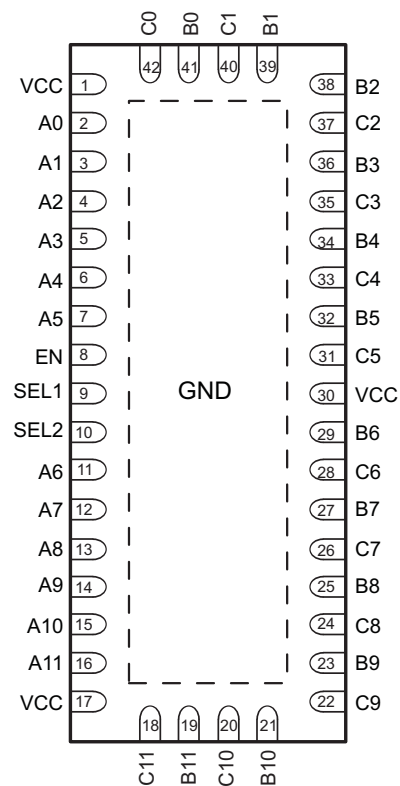 C0 B0 C1 B1
42 41 40 39
VCC 1 38 B2
A0 2 37 C2
A1 3 36 B3
A2 4 35 C3
A3 5 34 B4
A4 6 33 C4
A5 7 32 B5
EN 8 31 C5
SEL1 9 GND 30 VCC
SEL2 10 29 B6
A6 11 28 C6
A7 12 27 B7
A8 13 26 C7
A9 14 25 B8
A10 15 24 C8
A11 16 23 B9
VCC 17 22 C9
18 19 20 21
C11 B11 C10 B10